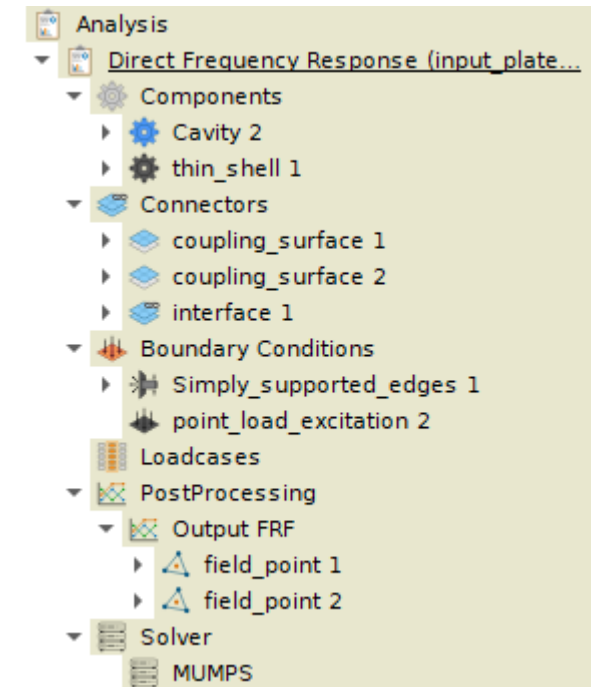 Analysis
Direct Frequency Response (input_plate...
Components
Cavity 2
thin_shell 1
Connectors
coupling_surface 1
coupling_surface 2
interface 1
Boundary Conditions
Simply_supported_edges 1
point_load_excitation 2
Loadcases
PostProcessing
Output FRF
field_point 1
field_point 2
Solver
MUMPS